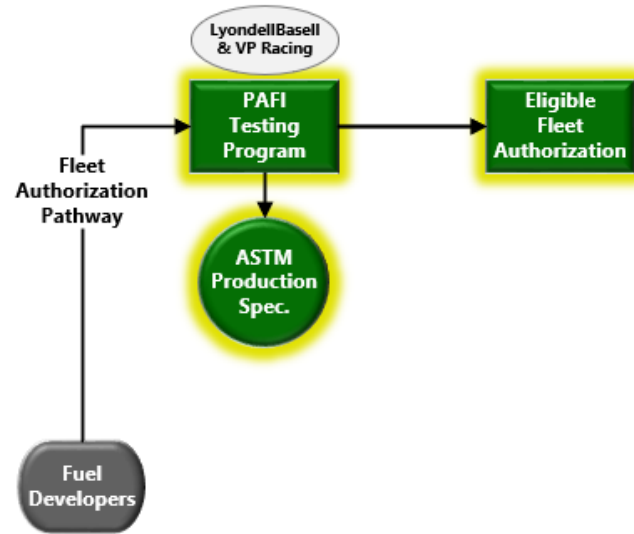 LyondellBasell
& VP Racing
PAFI
Testing
Program
Eligible
Fleet
Authorization
Fleet
Authorization
Pathway
ASTM
Production
Spec.
Fuel
Developers